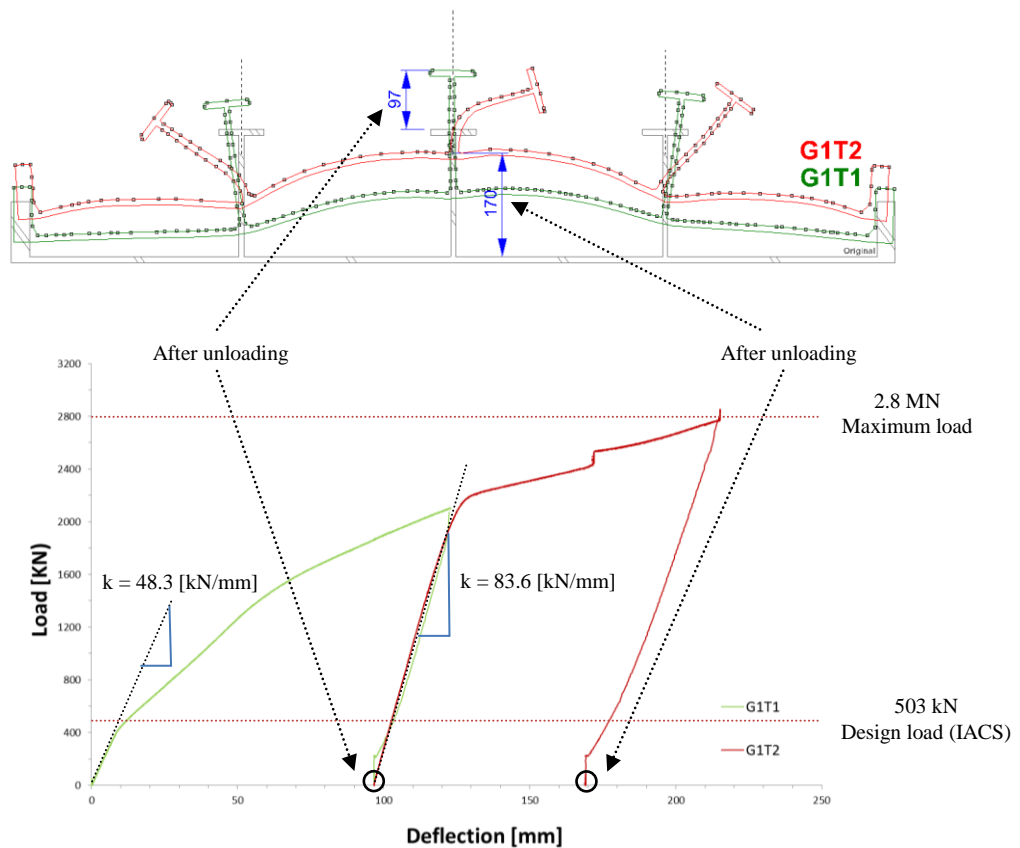 97
G1T2
G1T1
170
Original
After unloading
After unloading
3200
2800
2400
2000
1600
1200
800
400
0
Load [KN]
2.8 MN
Maximum load
k = 48.3 [kN/mm]
k = 83.6 [kN/mm]
G1T1
503 kN
Design load (IACS)
G1T2
0
50
100
150
200
250
Deflection [mm]